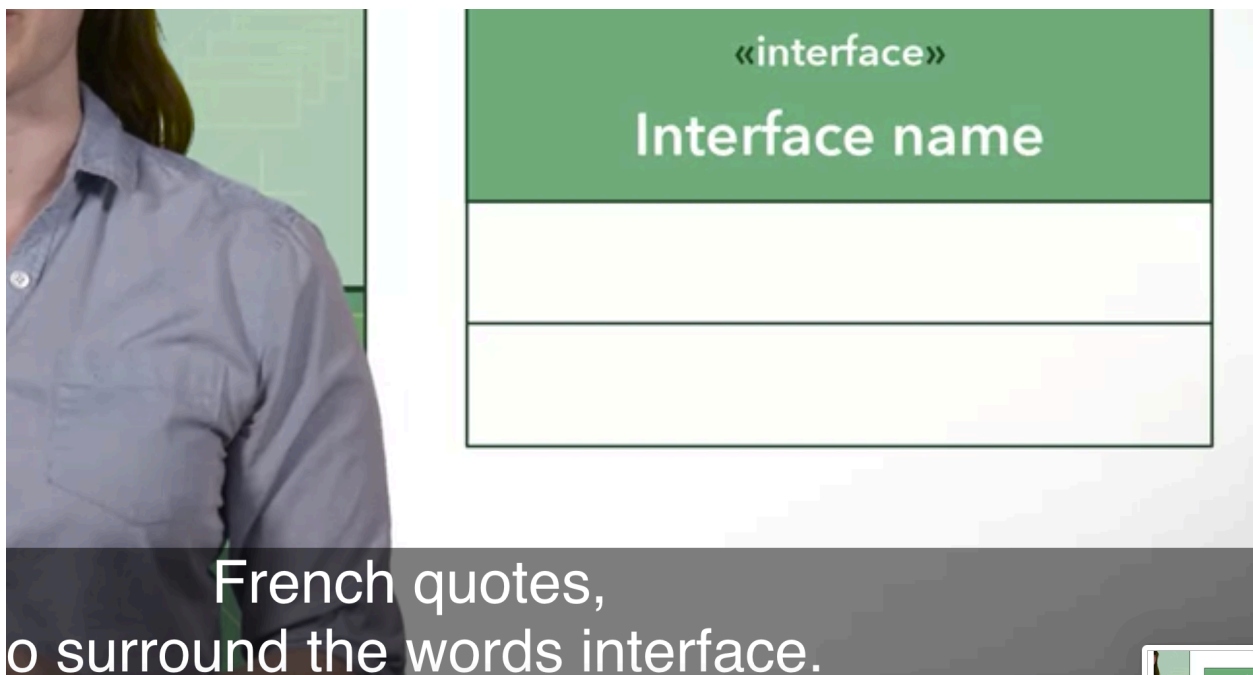 «interface»
Interface name
French quotes,
o surround the words interface.